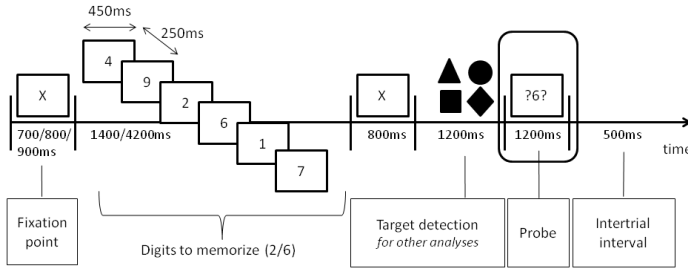 450ms
250ms
4
9
2
6
1
7
X
X
?6?
700/800/
900ms
1400/4200ms
800ms
1200ms
1200ms
500ms
time
Fixation
point
Digits to memorize (2/6)
Target detection
for other analyses
Probe
Intertrial
interval